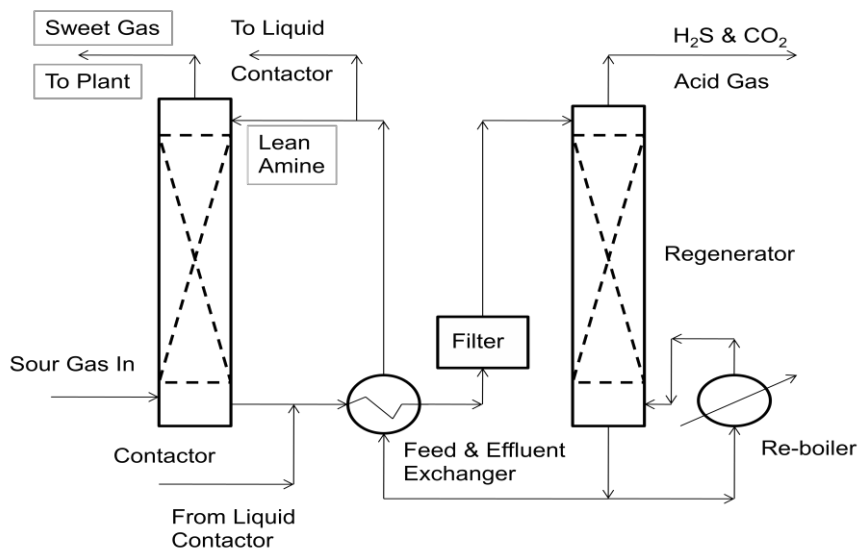 Sweet Gas
To Plant
To Liquid
Contactor
H₂S & CO₂
Acid Gas
Lean
Amine
Regenerator
Filter
Sour Gas In
Contactor
Feed & Effluent
Exchanger
Re-boiler
From Liquid
Contactor